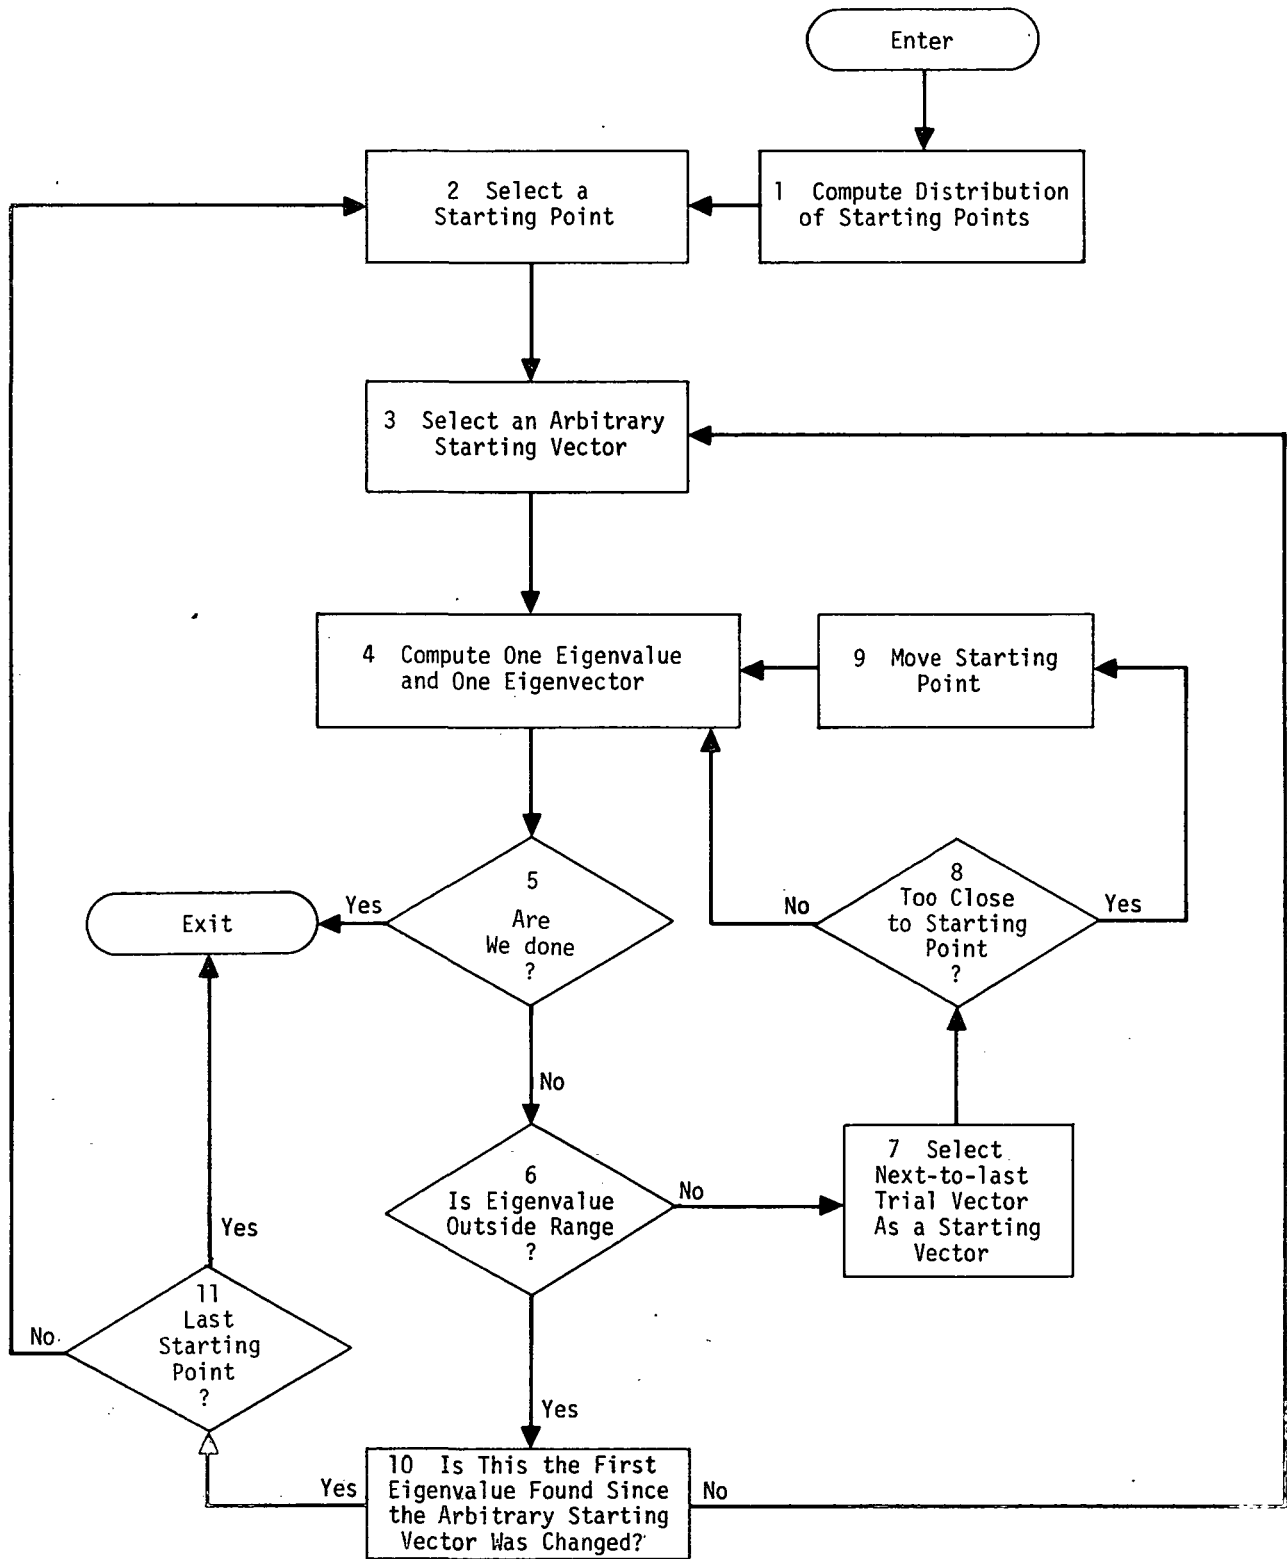 Enter
1 Compute Distribution
of Starting Points
2 Select a
Starting Point
3 Select an Arbitrary
Starting Vector
4 Compute One Eigenvalue
and One Eigenvector
9 Move Starting
Point
5
Are
We done
?
Yes
Exit
No
8
Too Close
to Starting
Point
?
No
Yes
6
Is Eigenvalue
Outside Range
?
No
7 Select
Next-to-last
Trial Vector
As a Starting
Vector
Yes
11
Last
Starting
Point
?
Yes
No
10 Is This the First
Eigenvalue Found Since
the Arbitrary Starting
Vector Was Changed?
Yes
No